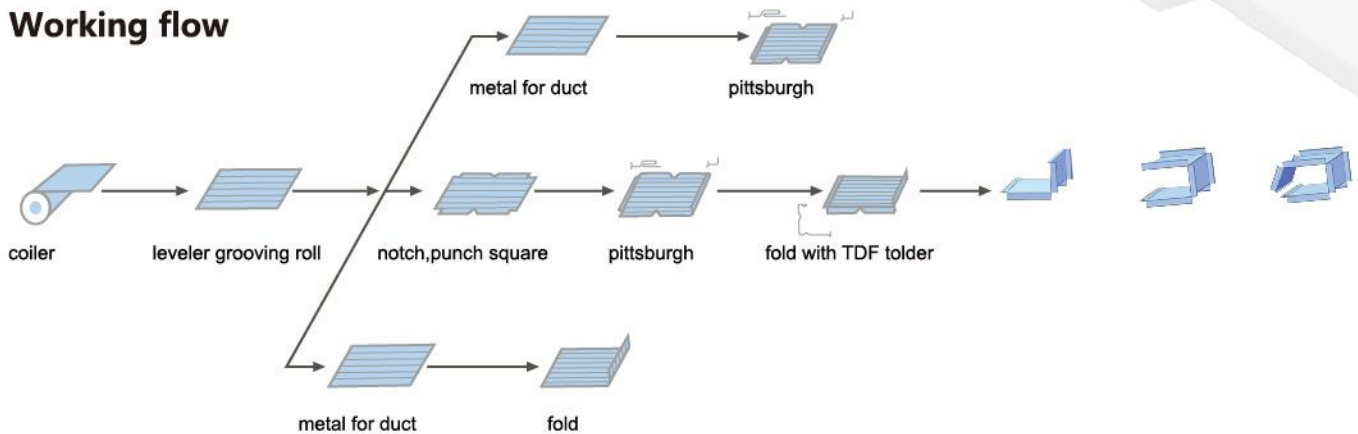 Working flow
metal for duct
pittsburgh
coiler
leveler grooving roll
notch,punch square
pittsburgh
fold with TDF tolder
metal for duct
fold